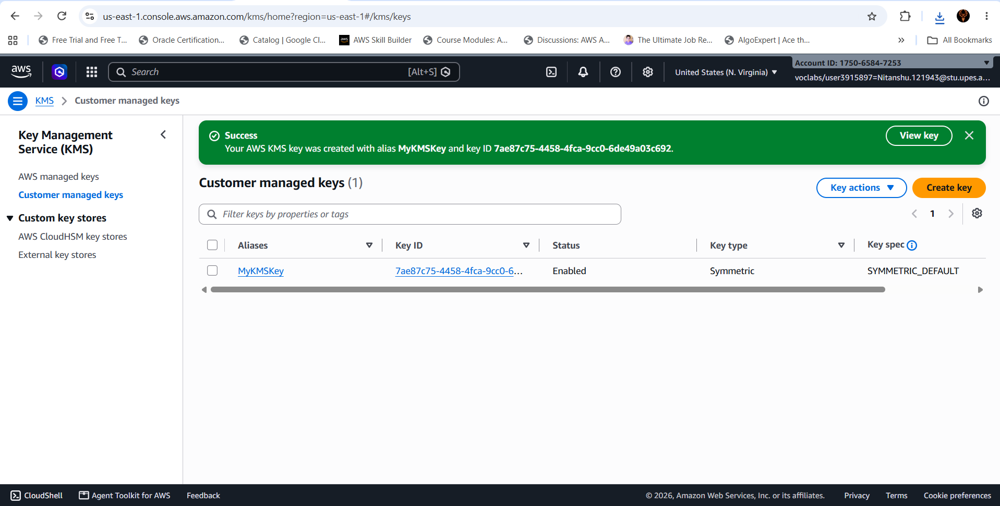 us-east-1.console.aws.amazon.com/kms/home?region=us-east-1#/kms/keys
Free Trial and Free T... Oracle Certification... Catalog | Google Cl... aws AWS Skill Builder Course Modules: A... Discussions: AWS A... The Ultimate Job Re... AlgoExpert | Ace th... » All Bookmarks
aws Search [Alt+S] United States (N. Virginia) Account ID: 1750-6584-7253
voclabs/user3915897=Nitanshu.121943@stu.upes.a...
KMS Customer managed keys
Key Management
Service (KMS)
AWS managed keys
Customer managed keys
Custom key stores
AWS CloudHSM key stores
External key stores
Success
Your AWS KMS key was created with alias MyKMSKey and key ID 7ae87c75-4458-4fca-9cc0-6de49a03c692.
View key
Customer managed keys (1)
Key actions Create key
Filter keys by properties or tags
1
Aliases Key ID Status Key type Key spec
MyKMSKey 7ae87c75-4458-4fca-9cc0-6... Enabled Symmetric SYMMETRIC_DEFAULT
CloudShell Agent Toolkit for AWS Feedback © 2026, Amazon Web Services, Inc. or its affiliates. Privacy Terms Cookie preferences